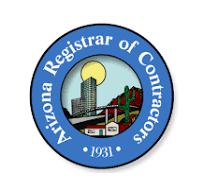 Arizona Registrar of Contractors
• 1931 •